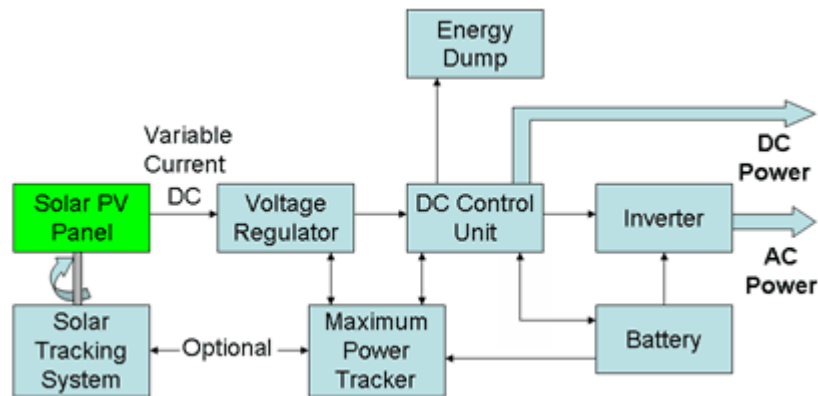 Energy
Dump
Variable
Current
DC
DC
Power
Solar PV
Panel
Voltage
Regulator
DC Control
Unit
Inverter
AC
Power
Solar
Tracking
System
Optional
Maximum
Power
Tracker
Battery